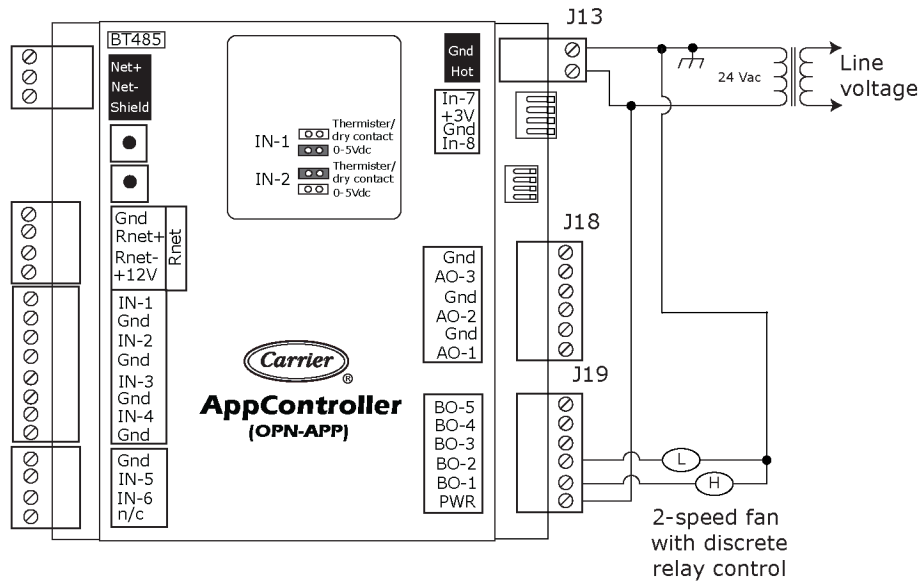 BT485
Net+
Net-
Shield
Gnd
Rnet+
Rnet-
+12V
Rnet
IN-1
Gnd
IN-2
Gnd
IN-3
Gnd
IN-4
Gnd
Gnd
IN-5
IN-6
n/c
IN-1
Thermister/
dry contact
0-5Vdc
IN-2
Thermister/
dry contact
0-5Vdc
Carrier
®
AppController
(OPN-APP)
Gnd
Hot
In-7
+3V
Gnd
In-8
Gnd
AO-3
Gnd
AO-2
Gnd
AO-1
BO-5
BO-4
BO-3
BO-2
BO-1
PWR
J13
J18
J19
24 Vac
Line
voltage
L
H
2-speed fan
with discrete
relay control